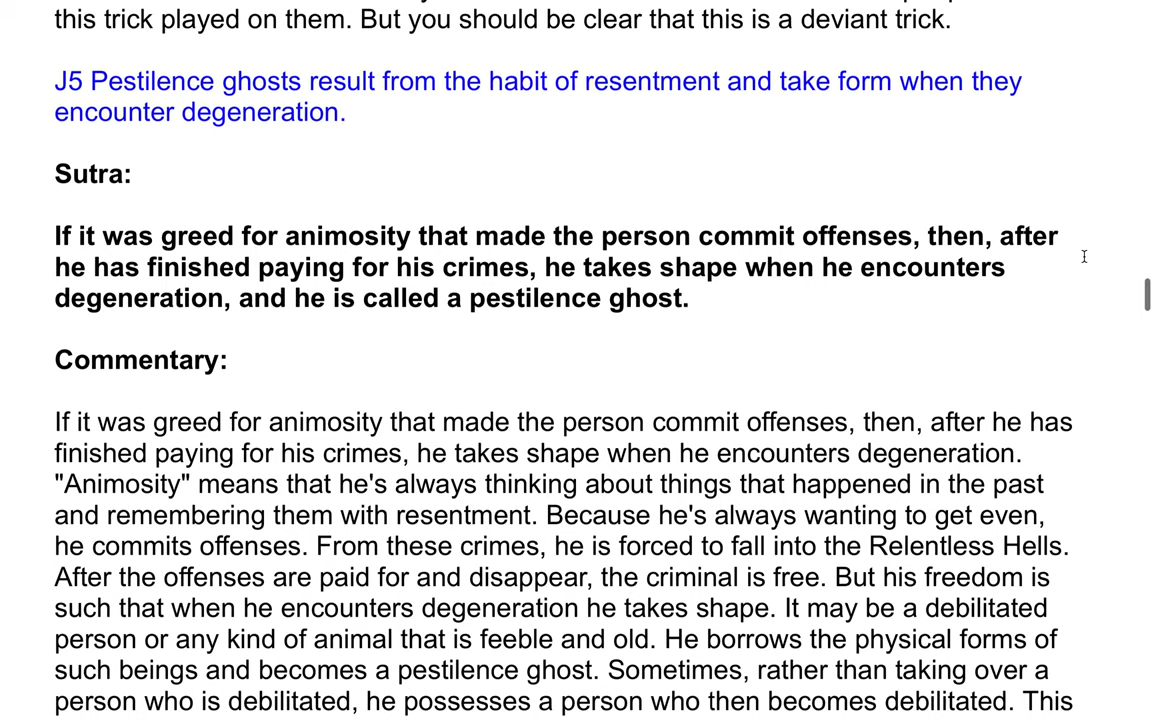 this trick played on them. But you should be clear that this is a deviant trick.
J5 Pestilence ghosts result from the habit of resentment and take form when they
encounter degeneration.
Sutra:
If it was greed for animosity that made the person commit offenses, then, after
he has finished paying for his crimes, he takes shape when he encounters
degeneration, and he is called a pestilence ghost.
Commentary:
If it was greed for animosity that made the person commit offenses, then, after he has
finished paying for his crimes, he takes shape when he encounters degeneration.
"Animosity" means that he's always thinking about things that happened in the past
and remembering them with resentment. Because he's always wanting to get even,
he commits offenses. From these crimes, he is forced to fall into the Relentless Hells.
After the offenses are paid for and disappear, the criminal is free. But his freedom is
such that when he encounters degeneration he takes shape. It may be a debilitated
person or any kind of animal that is feeble and old. He borrows the physical forms of
such beings and becomes a pestilence ghost. Sometimes, rather than taking over a
person who is debilitated, he possesses a person who then becomes debilitated. This